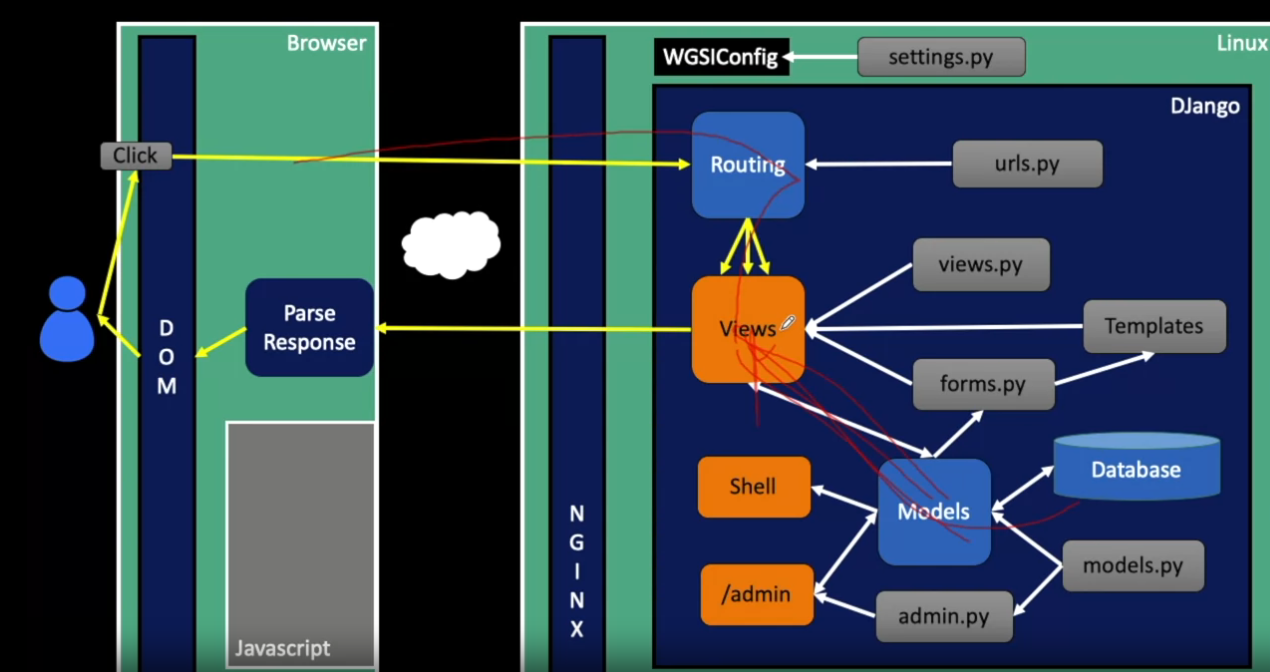 Browser
Linux
WGSIConfig
settings.py
DJango
Click
Routing
urls.py
views.py
Parse
Response
D
O
M
Views
Templates
forms.py
Database
Shell
Models
N
G
I
N
X
models.py
/admin
admin.py
Javascript